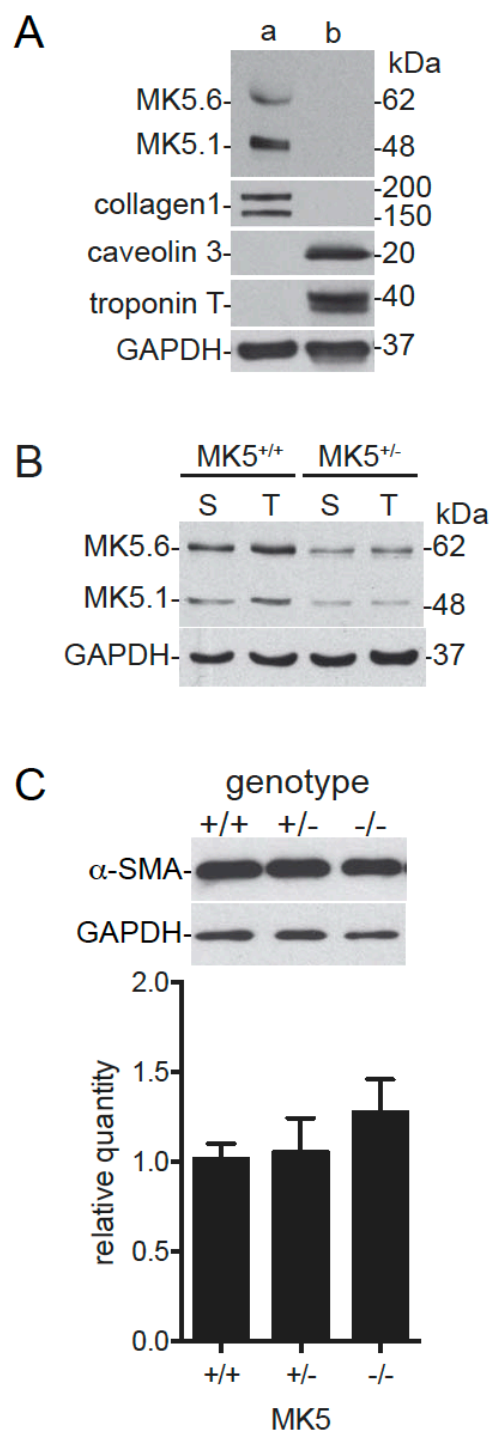 A
a b
kDa
MK5.6- -62
MK5.1- -48
collagen1- -200
-150
caveolin 3- -20
troponin T- -40
GAPDH- -37
B
MK5+/+ MK5+/-
S T S T
kDa
MK5.6- -62
MK5.1- -48
GAPDH- -37
C
genotype
+/+ +/- -/-
α-SMA-
GAPDH-
relative quantity
2.0
1.5
1.0
0.5
0.0
+/+ +/- -/-
MK5